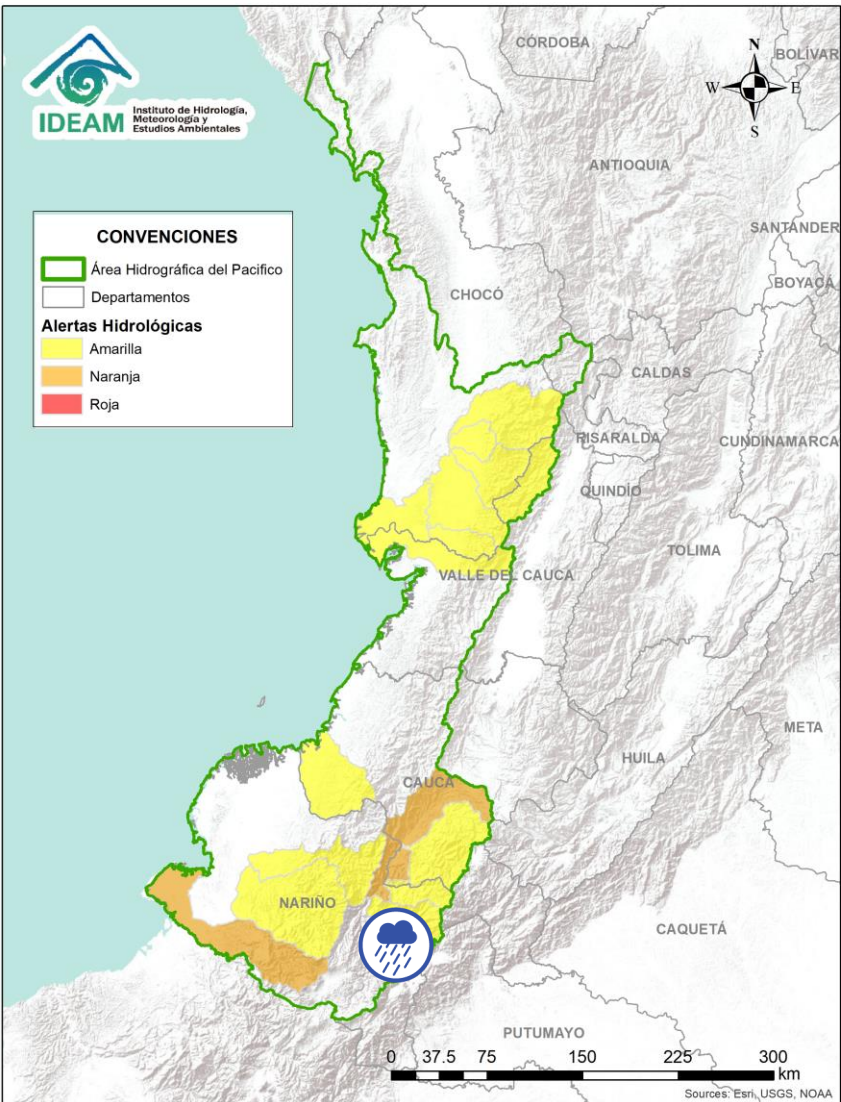 IDEAM
Instituto de Hidrología,
Meteorología y
Estudios Ambientales
N
W
E
S
CÓRDOBA
BOLÍVAR
ANTIOQUIA
SANTANDER
BOYACÁ
CHOCÓ
CALDAS
RISARALDA
CUNDINAMARCA
QUINDÍO
TOLIMA
VALLE DEL CAUCA
META
HUILA
CAUCA
NARIÑO
CAQUETÁ
PUTUMAYO
CONVENCIONES
Área Hidrográfica del Pacifico
Departamentos
Alertas Hidrológicas
Amarilla
Naranja
Roja
0 37.5 75 150 225 300
km
Sources: Esri, USGS, NOAA